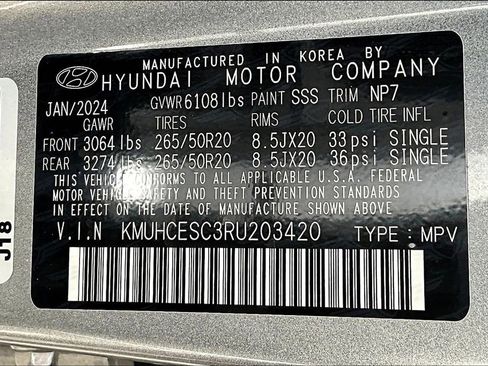 MANUFACTURED IN KOREA BY
HYUNDAI MOTOR COMPANY
JAN/2024 GVWR 6108lbs PAINT SSS TRIM NP7
GAWR TIRES RIMS COLD TIRE INFL
FRONT 3064lbs 265/50R20 8.5JX20 33psi SINGLE
REAR 3274lbs 265/50R20 8.5JX20 36psi SINGLE
THIS VEHICLE CONFORMS TO ALL APPLICABLE U.S.A. FEDERAL
MOTOR VEHICLE SAFETY AND THEFT PREVENTION STANDARDS
IN EFFECT ON THE DATE OF MANUFACTURE SHOWN ABOVE
V.I.N KMUHCESC3RU203420 TYPE : MPV
J18